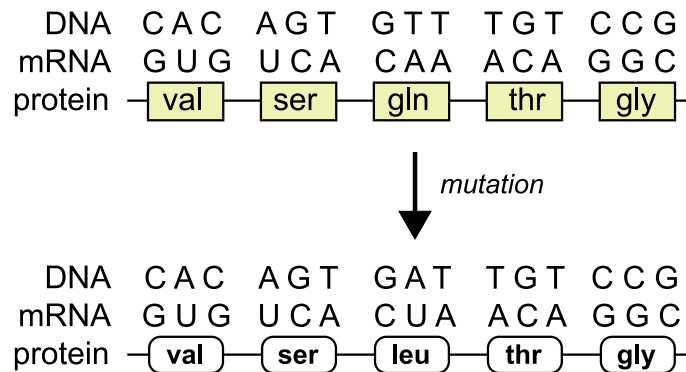 DNA CAC AGT GTT TGT CCG
mRNA GUG UCA CAA ACA GGC
protein val ser gln thr gly
mutation
DNA CAC AGT GAT TGT CCG
mRNA GUG UCA CUA ACA GGC
protein val ser leu thr gly